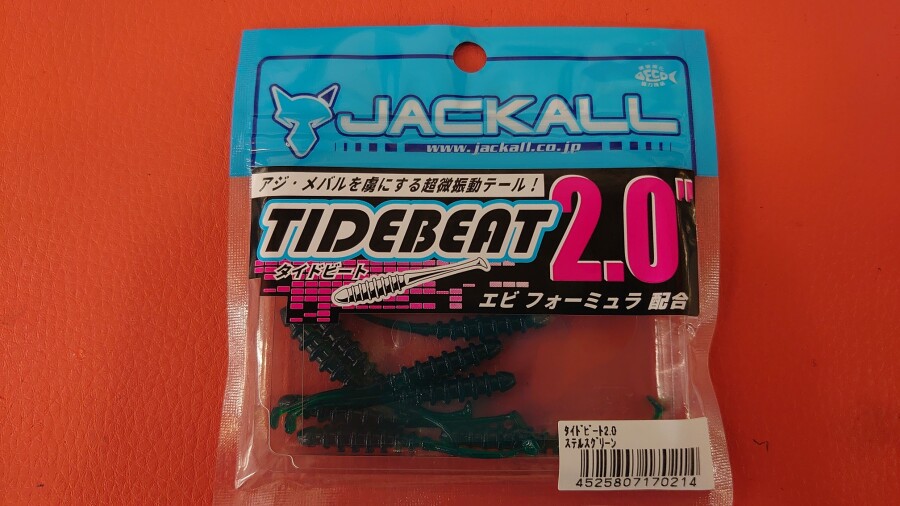 ECO
JACKALL
www.jackall.co.jp
アジ・メバルを虜にする超微振動テール！
TIDEBEAT 2.0"
タイドビート
エビ フォーミュラ 配合
ﾀｲﾄﾞﾋﾞｰﾄ2.0
ｽﾃﾙｽｸﾞﾘｰﾝ
4525807170214